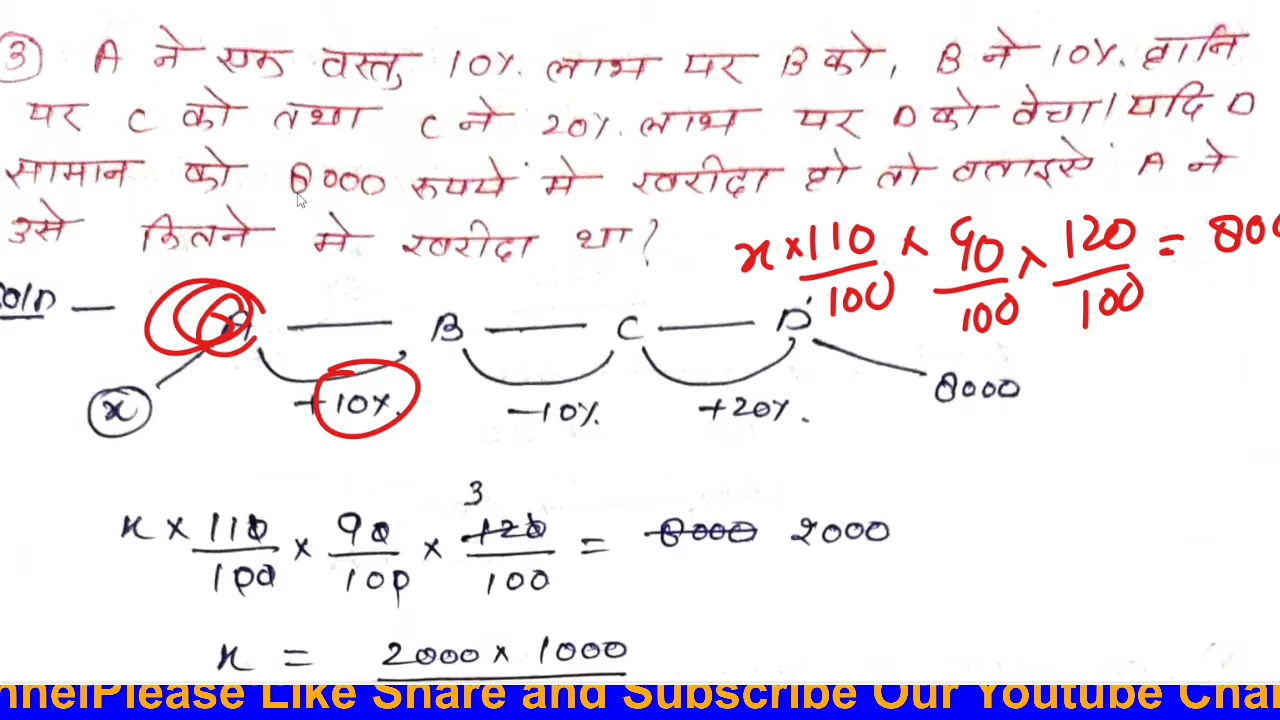 3 A ने एक वस्तु 10%. लाभ पर B को, B ने 10%. हानि
पर C को तथा C ने 20%. लाभ पर D को बेचा। यदि D
सामान को 8000 रुपये में खरीदा हो तो बताइये A ने
उसे कितने मे खरीदा था?
x × 110/100 × 90/100 × 120/100 = 800
Soln — A — B — C — D
x +10%. -10%. +20%. 8000
3
x × 110/100 × 90/100 × 120/100 = 8000 2000
x = 2000 × 1000
nnelPlease Like Share and Subscribe Our Youtube Chan